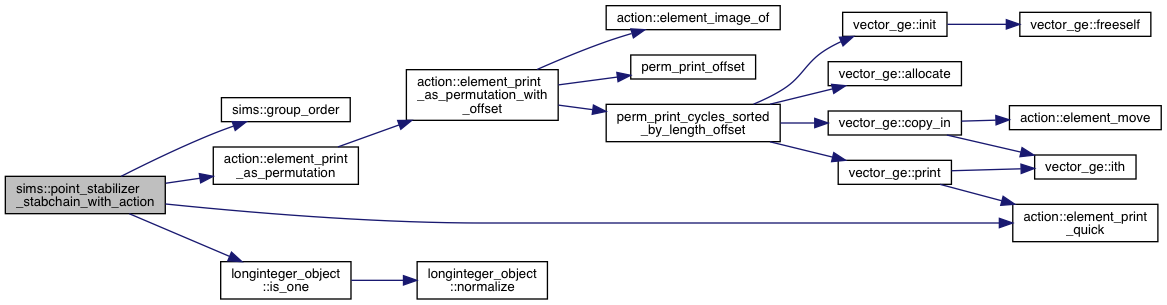 sims::point_stabilizer
_stabchain_with_action
sims::group_order
action::element_print
_as_permutation
action::element_print
_as_permutation_with
_offset
action::element_image_of
perm_print_offset
perm_print_cycles_sorted
_by_length_offset
vector_ge::init
vector_ge::freeself
vector_ge::allocate
vector_ge::copy_in
action::element_move
vector_ge::ith
vector_ge::print
action::element_print
_quick
longinteger_object
::is_one
longinteger_object
::normalize